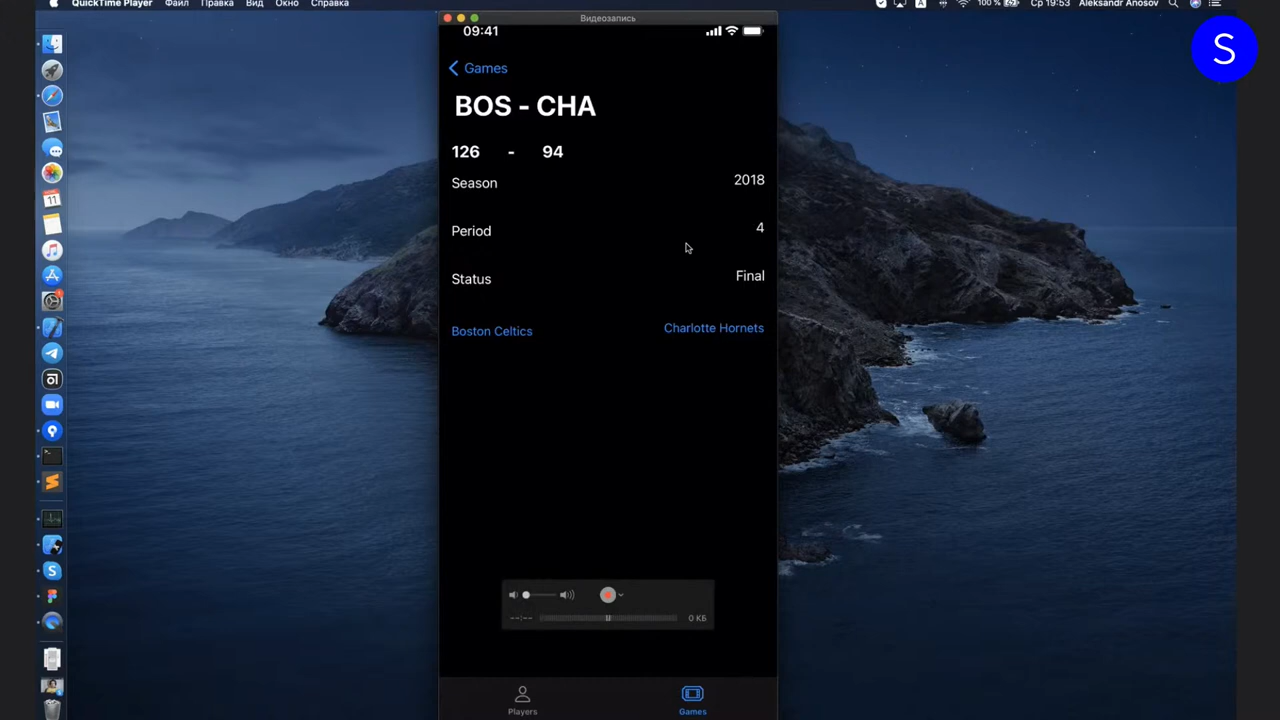 QuickTime Player Файл Правка Вид Окно Справка 100 % А Ср 19:53 Aleksandr Anosov
S
Видеозапись
09:41
Games
BOS - CHA
126 - 94
Season 2018
Period 4
Status Final
Boston Celtics Charlotte Hornets
11
--:-- 0 КБ
Players Games